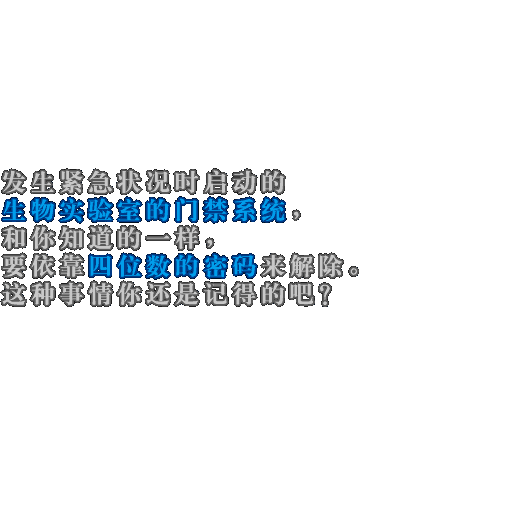 发生紧急状况时启动的
生物实验室的门禁系统，
和你知道的一样，
要依靠四位数的密码来解除。
这种事情你还是记得的吧？